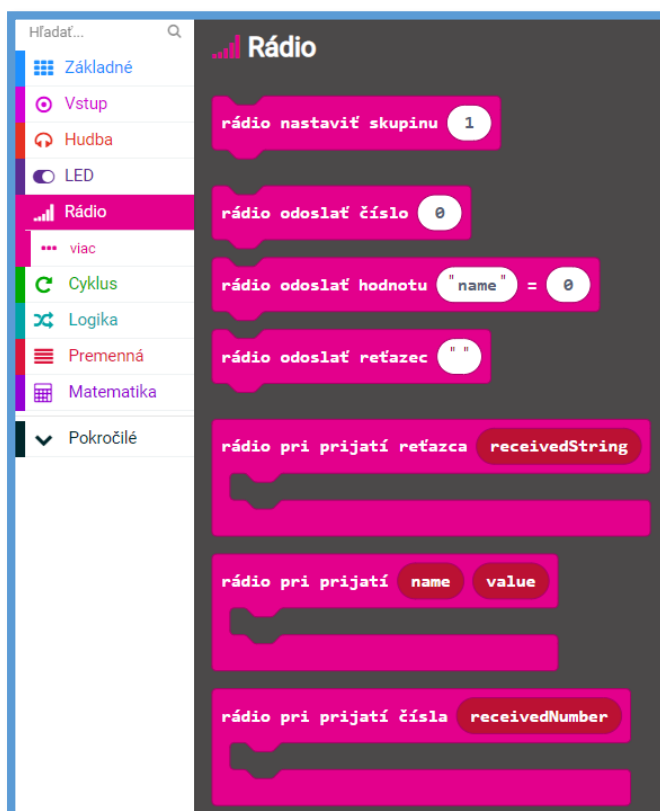 Hľadať...
Základné
Vstup
Hudba
LED
Rádio
viac
Cyklus
Logika
Premenná
Matematika
Pokročilé
Rádio
rádio nastaviť skupinu 1
rádio odoslať číslo 0
rádio odoslať hodnotu "name" = 0
rádio odoslať reťazec " "
rádio pri prijatí reťazca receivedString
rádio pri prijatí name value
rádio pri prijatí čísla receivedNumber